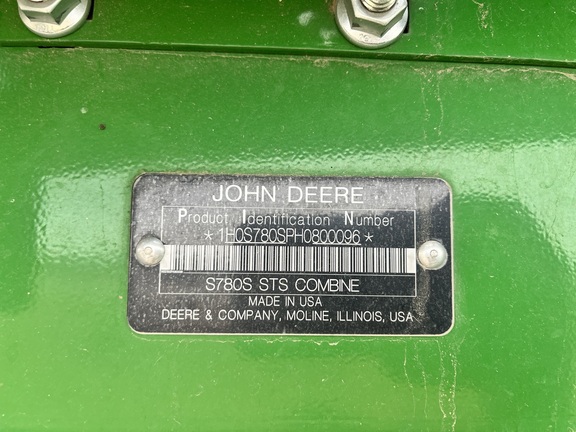 JOHN DEERE
Product Identification Number
*1H0S780SPH0800096*
S780S STS COMBINE
MADE IN USA
DEERE & COMPANY, MOLINE, ILLINOIS, USA